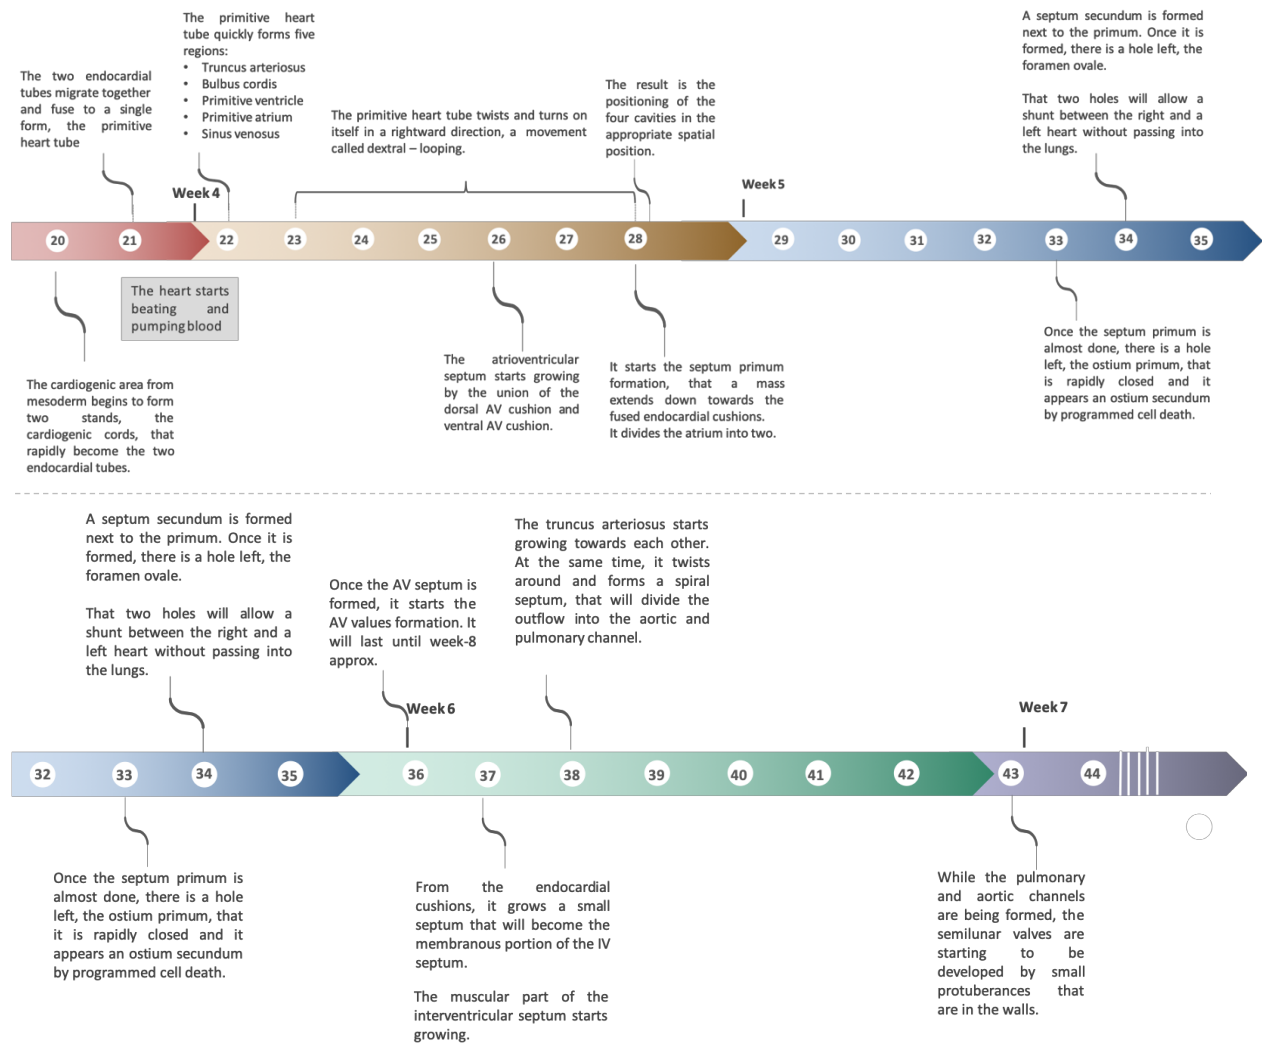 The two endocardial
tubes migrate together
and fuse to a single
form, the primitive
heart tube
The primitive heart
tube quickly forms five
regions:
• Truncus arteriosus
• Bulbus cordis
• Primitive ventricle
• Primitive atrium
• Sinus venosus
The primitive heart tube twists and turns on
itself in a rightward direction, a movement
called dextral – looping.
The result is the
positioning of the
four cavities in the
appropriate spatial
position.
A septum secundum is formed
next to the primum. Once it is
formed, there is a hole left, the
foramen ovale.
That two holes will allow a
shunt between the right and a
left heart without passing into
the lungs.
Week 4
Week 5
20 21 22 23 24 25 26 27 28 29 30 31 32 33 34 35
The heart starts
beating and
pumping blood
The cardiogenic area from
mesoderm begins to form
two stands, the
cardiogenic cords, that
rapidly become the two
endocardial tubes.
The atrioventricular
septum starts growing
by the union of the
dorsal AV cushion and
ventral AV cushion.
It starts the septum primum
formation, that a mass
extends down towards the
fused endocardial cushions.
It divides the atrium into two.
Once the septum primum is
almost done, there is a hole
left, the ostium primum, that
is rapidly closed and it
appears an ostium secundum
by programmed cell death.
A septum secundum is formed
next to the primum. Once it is
formed, there is a hole left, the
foramen ovale.
That two holes will allow a
shunt between the right and a
left heart without passing into
the lungs.
Once the AV septum is
formed, it starts the
AV values formation. It
will last until week-8
approx.
The truncus arteriosus starts
growing towards each other.
At the same time, it twists
around and forms a spiral
septum, that will divide the
outflow into the aortic and
pulmonary channel.
Week 6
Week 7
32 33 34 35 36 37 38 39 40 41 42 43 44
Once the septum primum is
almost done, there is a hole
left, the ostium primum, that
it is rapidly closed and it
appears an ostium secundum
by programmed cell death.
From the endocardial
cushions, it grows a small
septum that will become the
membranous portion of the IV
septum.
The muscular part of the
interventricular septum starts
growing.
While the pulmonary
and aortic channels
are being formed, the
semilunar valves are
starting to be
developed by small
protuberances that
are in the walls.